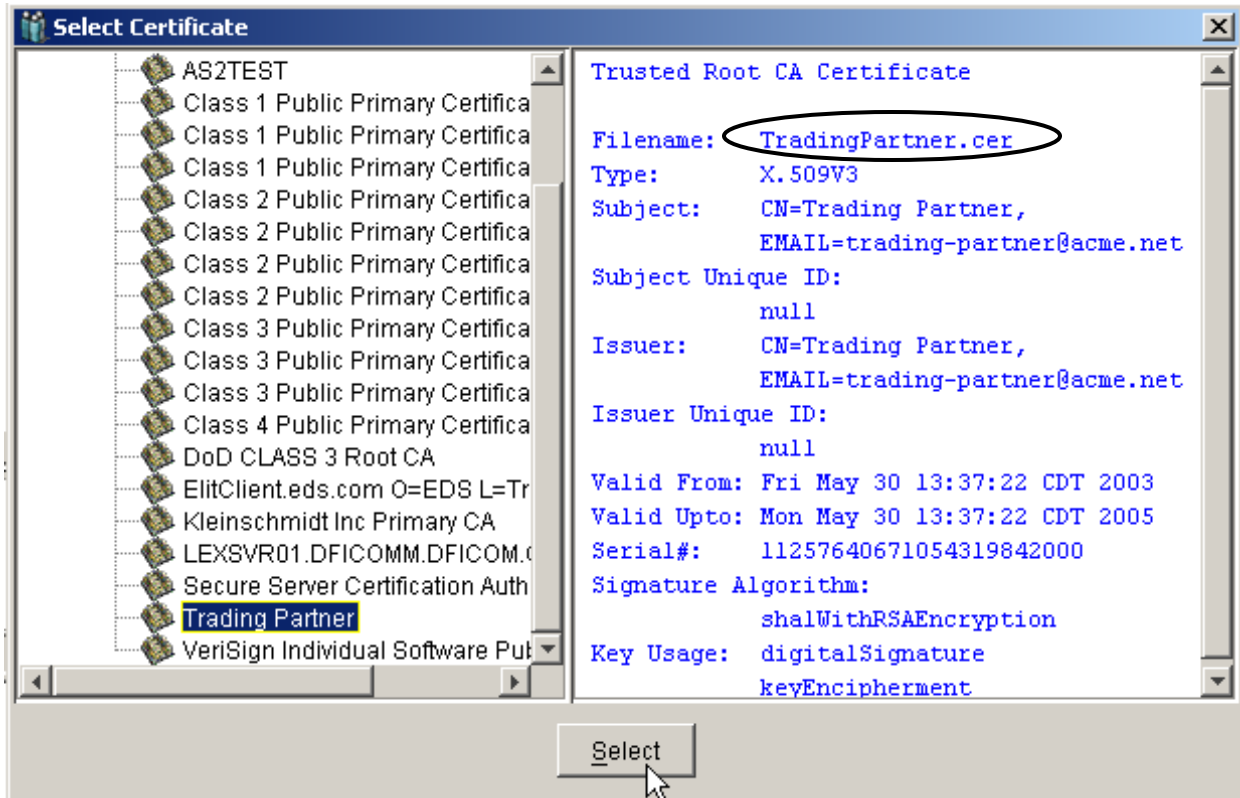 Select Certificate
AS2TEST
Class 1 Public Primary Certifica
Class 1 Public Primary Certifica
Class 1 Public Primary Certifica
Class 2 Public Primary Certifica
Class 2 Public Primary Certifica
Class 2 Public Primary Certifica
Class 2 Public Primary Certifica
Class 3 Public Primary Certifica
Class 3 Public Primary Certifica
Class 3 Public Primary Certifica
Class 4 Public Primary Certifica
DoD CLASS 3 Root CA
ElitClient.eds.com O=EDS L=Tr
Kleinschmidt Inc Primary CA
LEXSVR01.DFICOMM.DFICOM.
Secure Server Certification Auth
Trading Partner
VeriSign Individual Software Pub
Trusted Root CA Certificate
Filename: TradingPartner.cer
Type: X.509V3
Subject: CN=Trading Partner,
EMAIL=trading-partner@acme.net
Subject Unique ID:
null
Issuer: CN=Trading Partner,
EMAIL=trading-partner@acme.net
Issuer Unique ID:
null
Valid From: Fri May 30 13:37:22 CDT 2003
Valid Upto: Mon May 30 13:37:22 CDT 2005
Serial#: 11257640671054319842000
Signature Algorithm:
sha1WithRSAEncryption
Key Usage: digitalSignature
keyEncipherment
Select